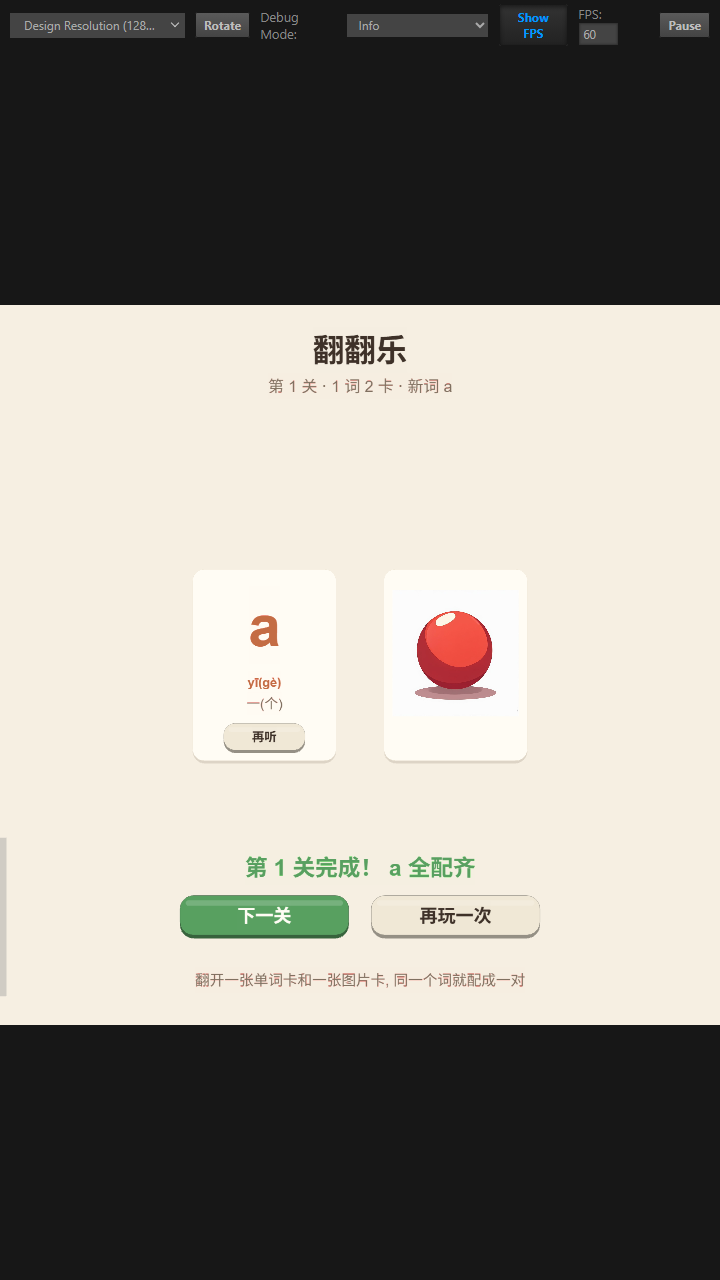 Design Resolution (128...
Rotate
Debug Mode:
Info
Show FPS
FPS:
60
Pause
翻翻乐
第 1 关 · 1 词 2 卡 · 新词 a
a
yī(gè)
一(个)
再听
第 1 关完成! a 全配齐
下一关
再玩一次
翻开一张单词卡和一张图片卡, 同一个词就配成一对